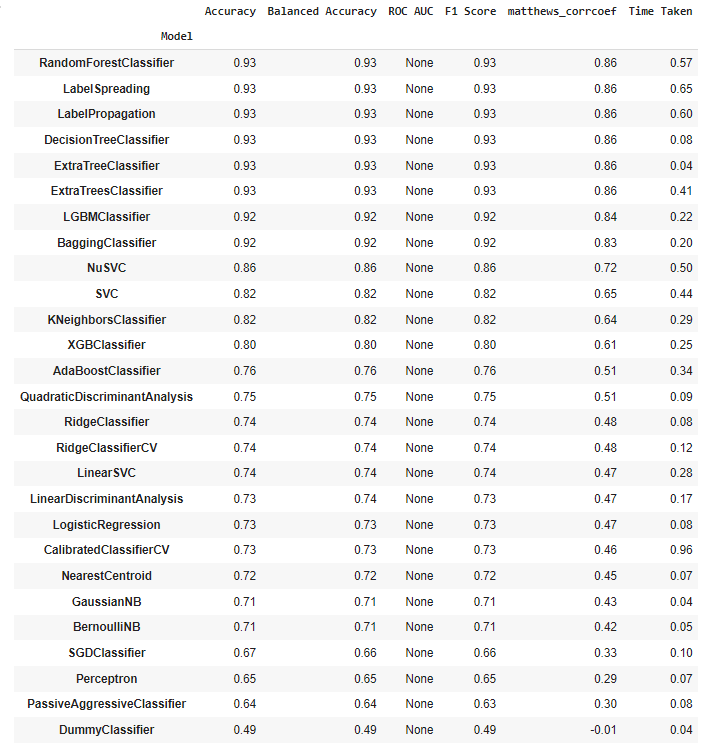 Accuracy Balanced Accuracy ROC AUC F1 Score matthews_corrcoef Time Taken
Model
RandomForestClassifier 0.93 0.93 None 0.93 0.86 0.57
LabelSpreading 0.93 0.93 None 0.93 0.86 0.65
LabelPropagation 0.93 0.93 None 0.93 0.86 0.60
DecisionTreeClassifier 0.93 0.93 None 0.93 0.86 0.08
ExtraTreeClassifier 0.93 0.93 None 0.93 0.86 0.04
ExtraTreesClassifier 0.93 0.93 None 0.93 0.86 0.41
LGBMClassifier 0.92 0.92 None 0.92 0.84 0.22
BaggingClassifier 0.92 0.92 None 0.92 0.83 0.20
NuSVC 0.86 0.86 None 0.86 0.72 0.50
SVC 0.82 0.82 None 0.82 0.65 0.44
KNeighborsClassifier 0.82 0.82 None 0.82 0.64 0.29
XGBClassifier 0.80 0.80 None 0.80 0.61 0.25
AdaBoostClassifier 0.76 0.76 None 0.76 0.51 0.34
QuadraticDiscriminantAnalysis 0.75 0.75 None 0.75 0.51 0.09
RidgeClassifier 0.74 0.74 None 0.74 0.48 0.08
RidgeClassifierCV 0.74 0.74 None 0.74 0.48 0.12
LinearSVC 0.74 0.74 None 0.74 0.47 0.28
LinearDiscriminantAnalysis 0.73 0.74 None 0.73 0.47 0.17
LogisticRegression 0.73 0.73 None 0.73 0.47 0.08
CalibratedClassifierCV 0.73 0.73 None 0.73 0.46 0.96
NearestCentroid 0.72 0.72 None 0.72 0.45 0.07
GaussianNB 0.71 0.71 None 0.71 0.43 0.04
BernoulliNB 0.71 0.71 None 0.71 0.42 0.05
SGDClassifier 0.67 0.66 None 0.66 0.33 0.10
Perceptron 0.65 0.65 None 0.65 0.29 0.07
PassiveAggressiveClassifier 0.64 0.64 None 0.63 0.30 0.08
DummyClassifier 0.49 0.49 None 0.49 -0.01 0.04